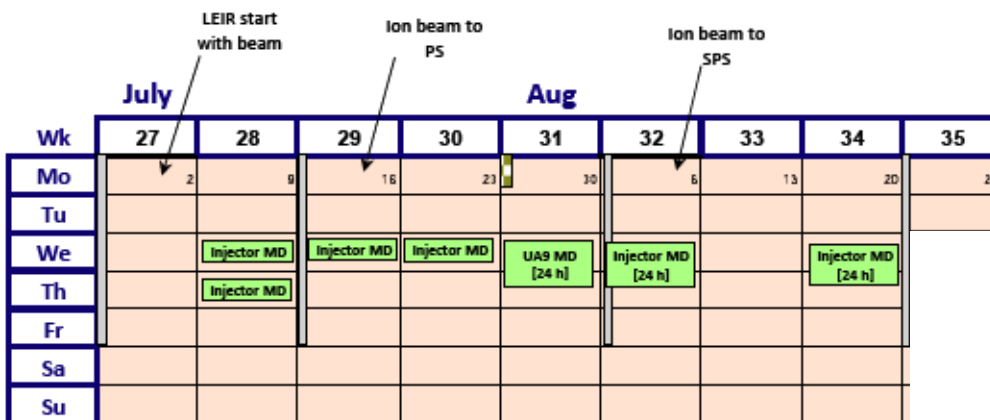 LEIR start
with beam
Ion beam to
PS
Ion beam to
SPS
July
Aug
Wk 27 28 29 30 31 32 33 34 35
Mo 2 9 16 23 30 6 13 20 2
Tu
We Injector MD Injector MD Injector MD UA9 MD [24 h] Injector MD [24 h] Injector MD [24 h]
Th Injector MD
Fr
Sa
Su